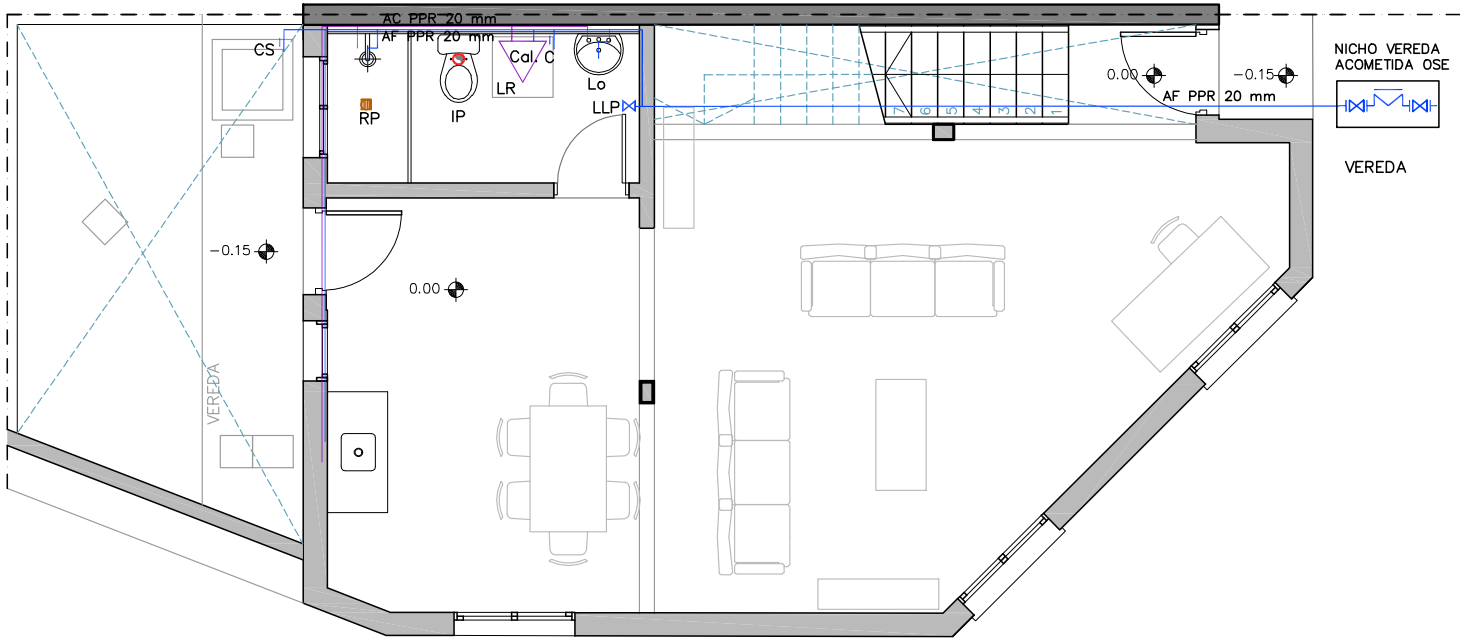 AC PPR 20 mm
AF PPR 20 mm
CS
Cal. C
LR
Lo
RP
IP
LLP
7
6
5
4
3
2
1
0.00
-0.15
AF PPR 20 mm
NICHO VEREDA
ACOMETIDA OSE
VEREDA
-0.15
0.00
VEREDA